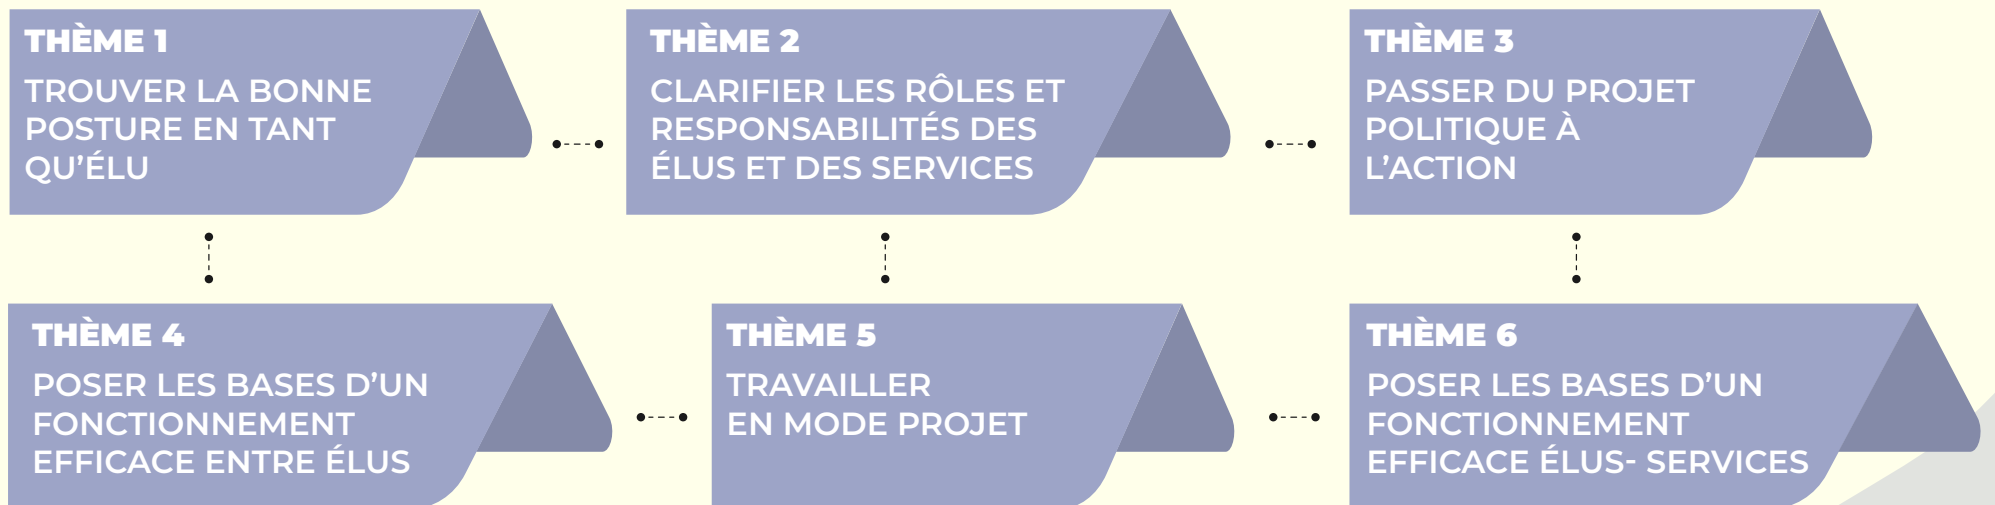 THÈME 1
TROUVER LA BONNE
POSTURE EN TANT
QU’ÉLU
THÈME 2
CLARIFIER LES RÔLES ET
RESPONSABILITÉS DES
ÉLUS ET DES SERVICES
THÈME 3
PASSER DU PROJET
POLITIQUE À
L’ACTION
THÈME 4
POSER LES BASES D’UN
FONCTIONNEMENT
EFFICACE ENTRE ÉLUS
THÈME 5
TRAVAILLER
EN MODE PROJET
THÈME 6
POSER LES BASES D’UN
FONCTIONNEMENT
EFFICACE ÉLUS- SERVICES